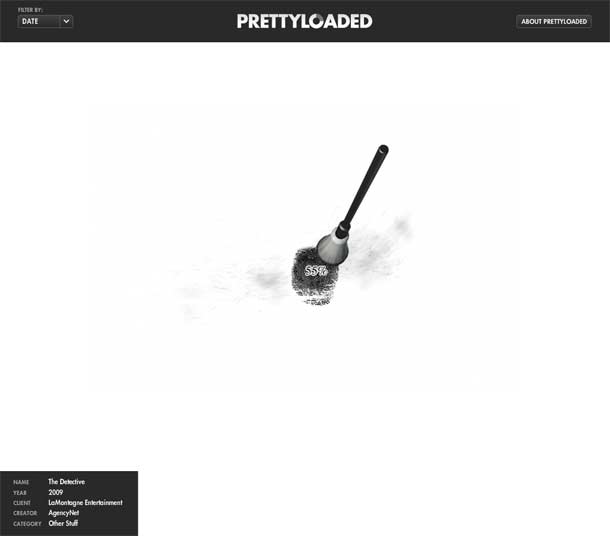 FILTER BY:
DATE
PRETTYLOADED
ABOUT PRETTYLOADED
55%
NAME The Detective
YEAR 2009
CLIENT LaMontagne Entertainment
CREATOR AgencyNet
CATEGORY Other Stuff